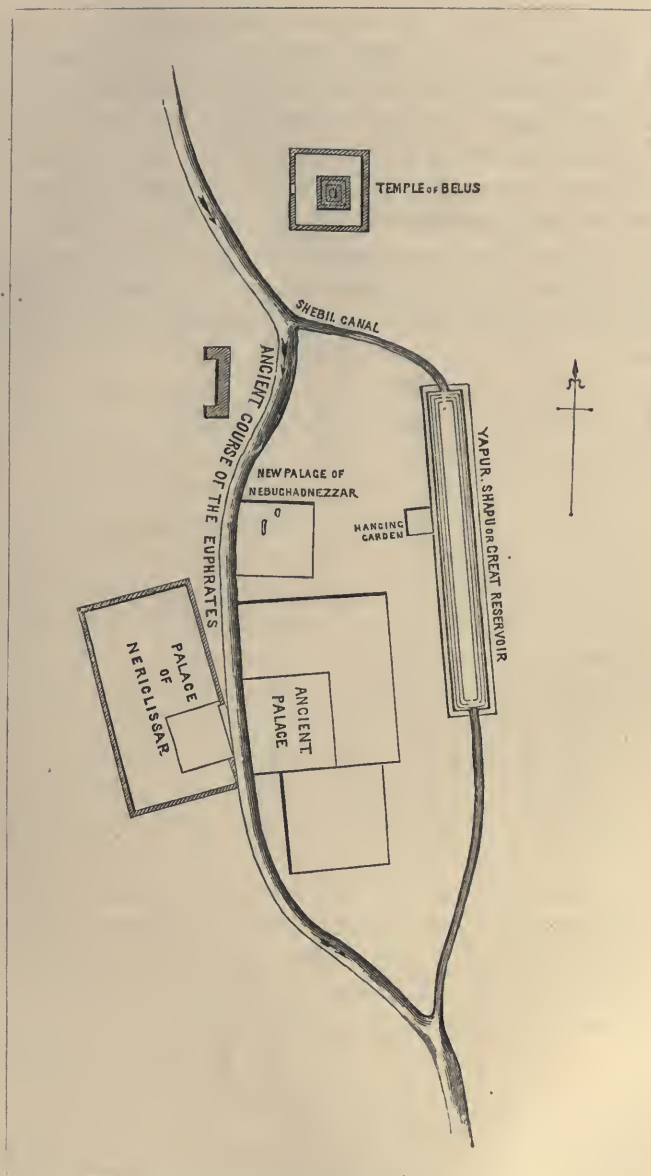 TEMPLE OF BELUS
SHEBIL CANAL
ANCIENT COURSE OF THE EUPHRATES
NEW PALACE OF
NEBUCHADNEZZAR
HANGING
GARDEN
YAPUR. SHAPU OR GREAT RESERVOIR
PALACE
OF
NERICLISSAR
ANCIENT
PALACE